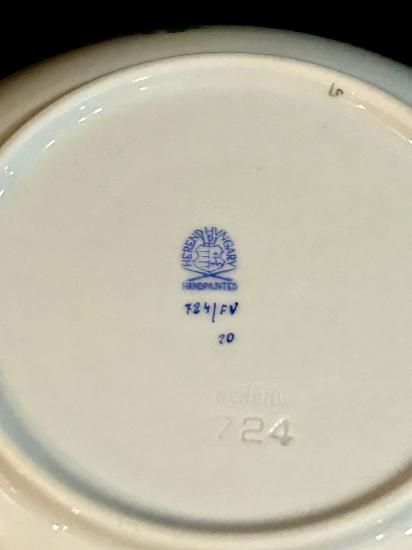 HEREND HUNGARY
HANDPAINTED
724/FV
20
HEREND
724